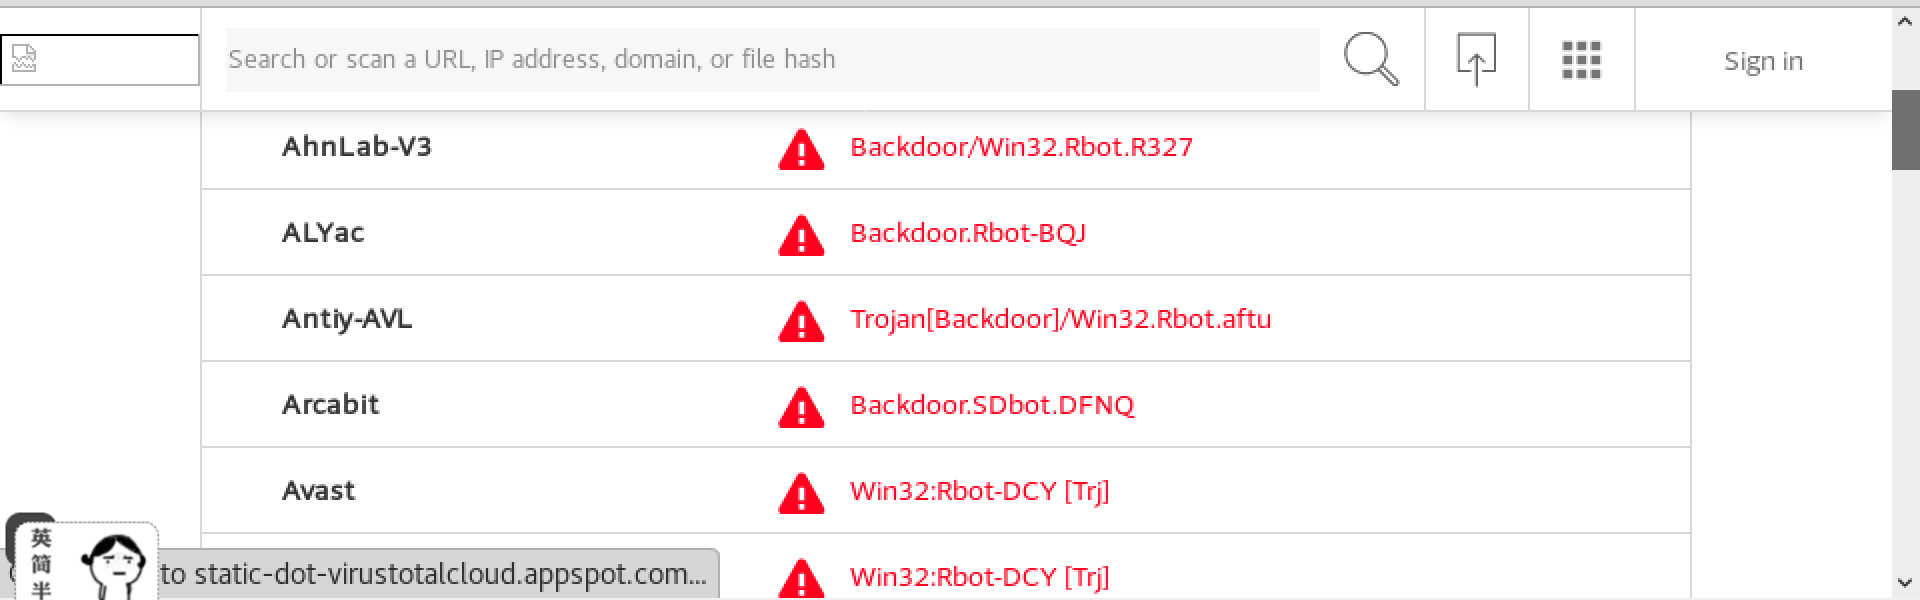 Search or scan a URL, IP address, domain, or file hash
Sign in
AhnLab-V3 Backdoor/Win32.Rbot.R327
ALYac Backdoor.Rbot-BQJ
Antiy-AVL Trojan[Backdoor]/Win32.Rbot.aftu
Arcabit Backdoor.SDbot.DFNQ
Avast Win32:Rbot-DCY [Trj]
Win32:Rbot-DCY [Trj]
英
简
半
to static-dot-virustotalcloud.appspot.com...